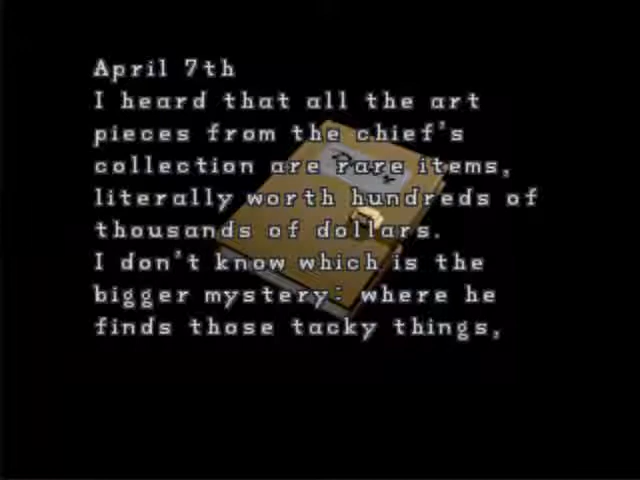 April 7th
I heard that all the art
pieces from the chief's
collection are rare items,
literally worth hundreds of
thousands of dollars.
I don't know which is the
bigger mystery: where he
finds those tacky things,
Diary